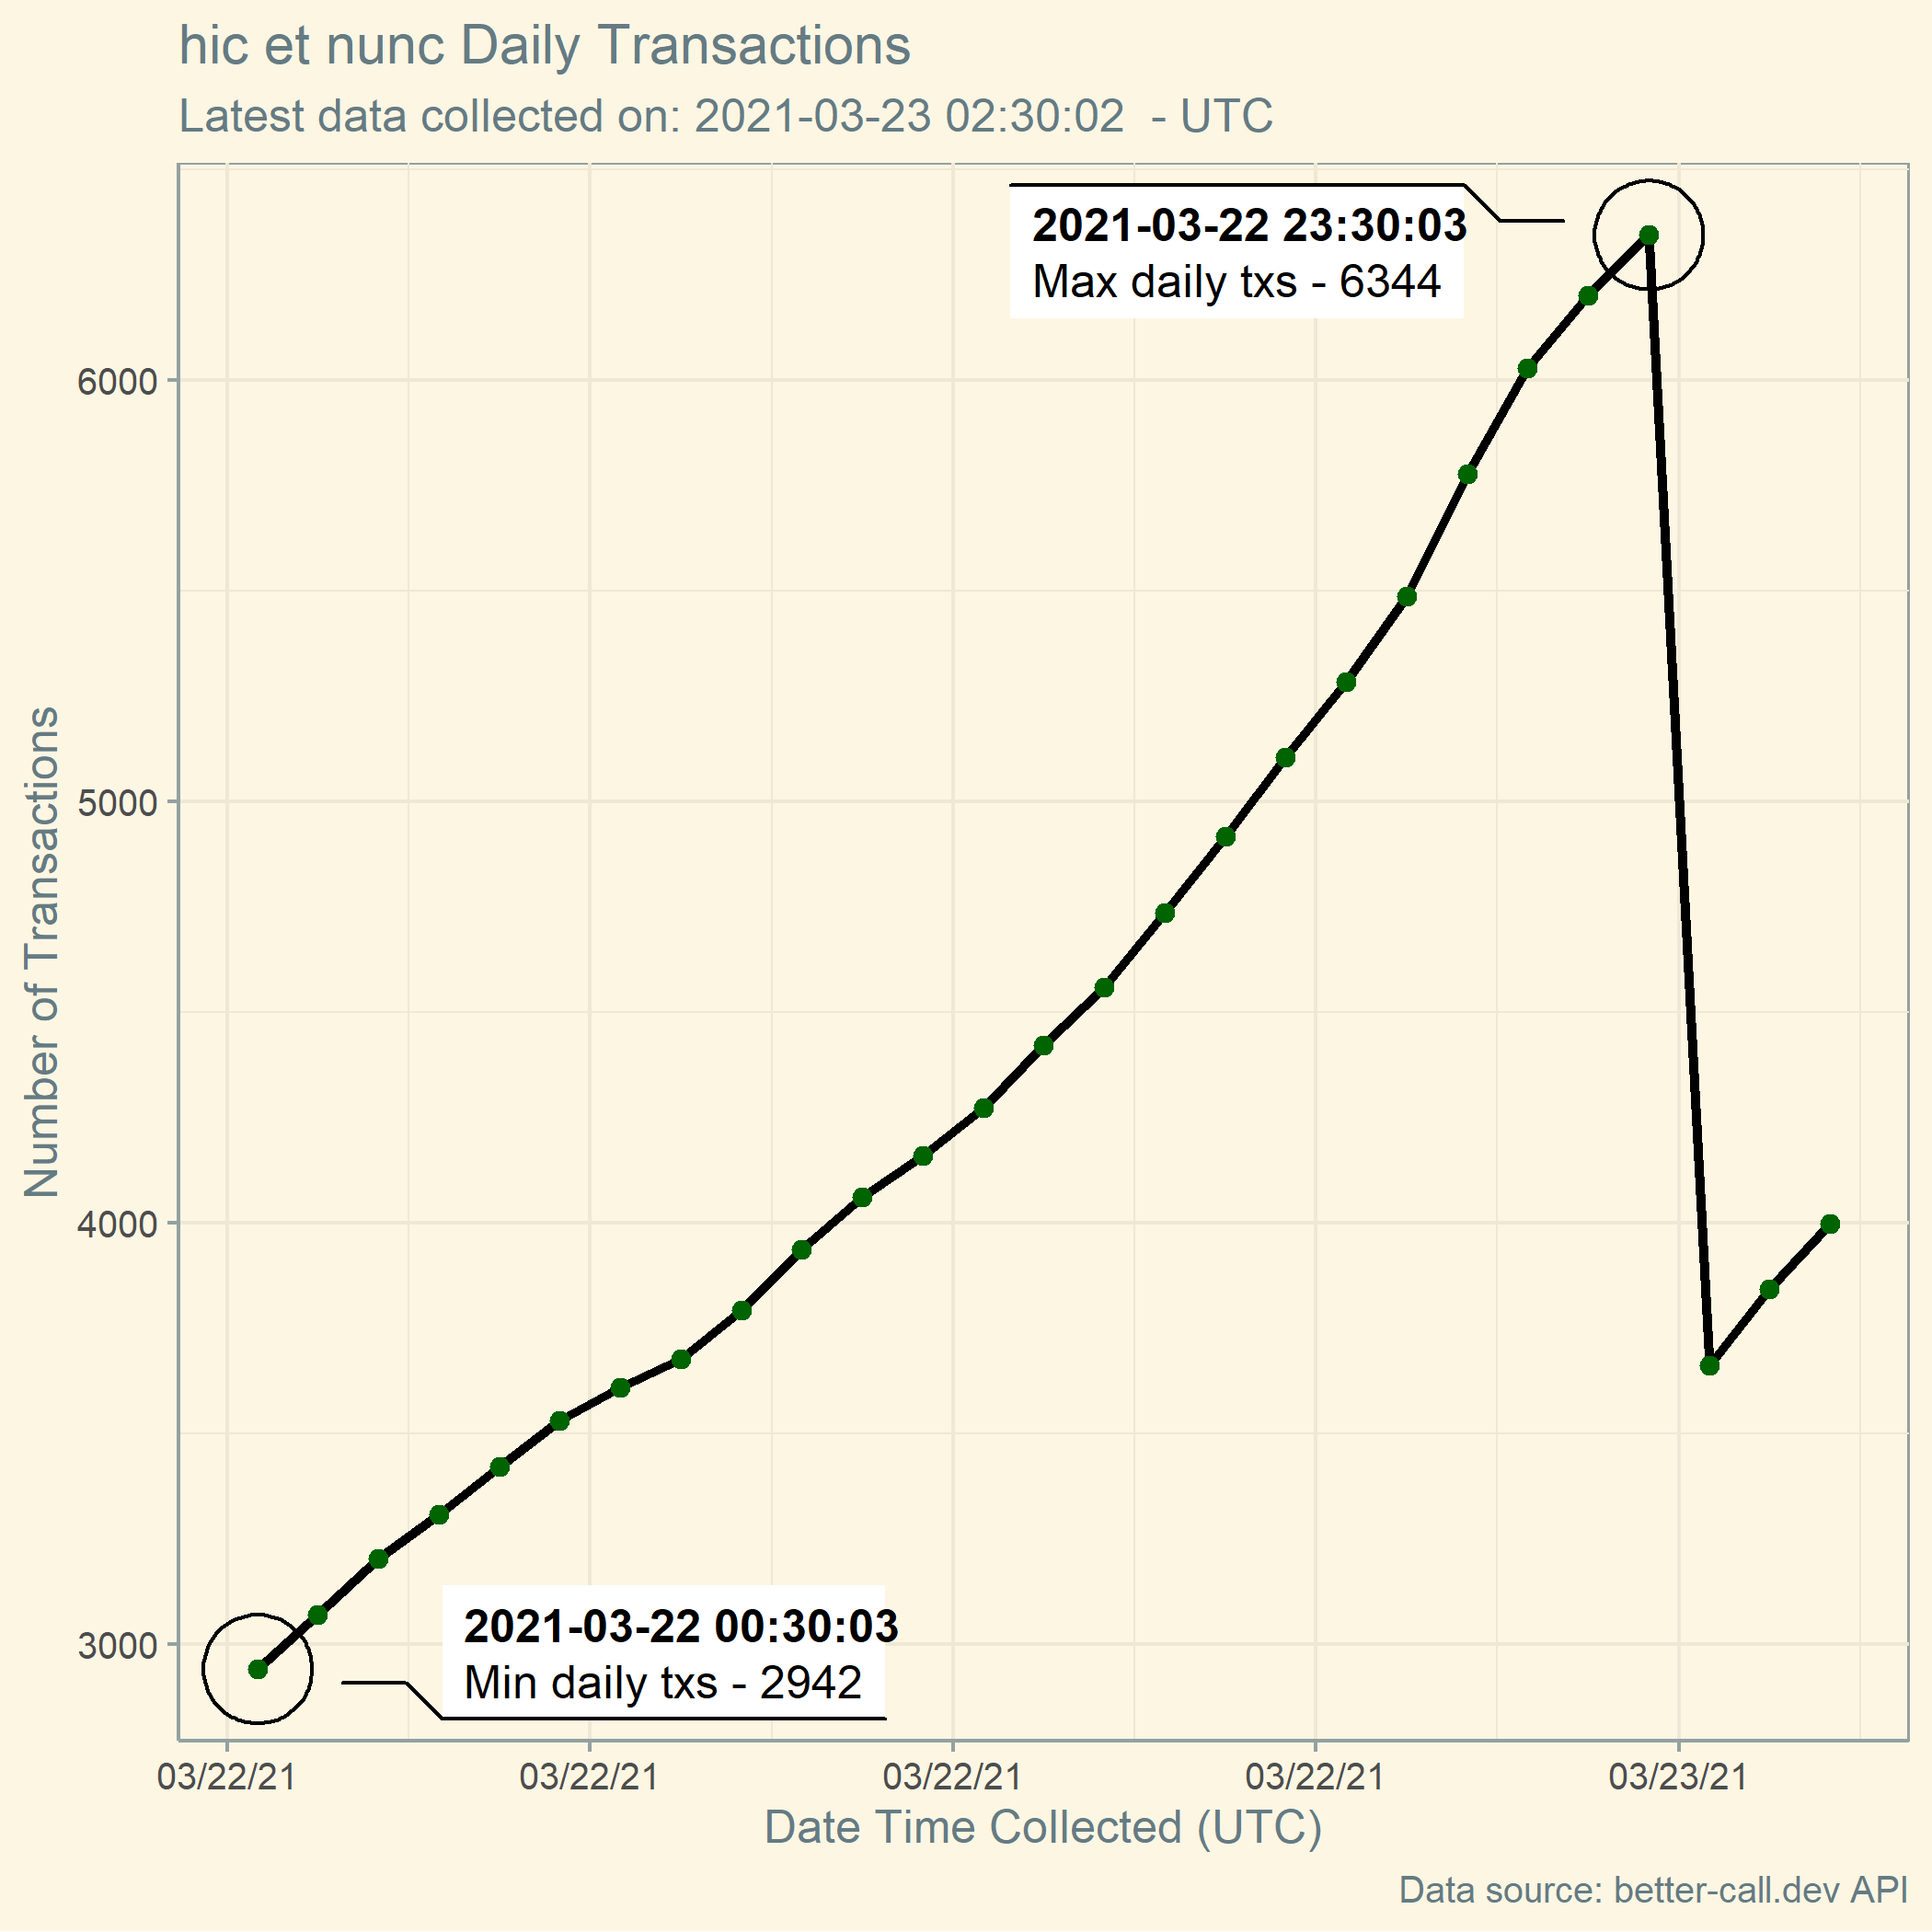 hic et nunc Daily Transactions
Latest data collected on: 2021-03-23 02:30:02  - UTC
2021-03-22 23:30:03
Max daily txs - 6344
6000
5000
4000
3000
Number of Transactions
2021-03-22 00:30:03
Min daily txs - 2942
03/22/21 03/22/21 03/22/21 03/22/21 03/23/21
Date Time Collected (UTC)
Data source: better-call.dev API